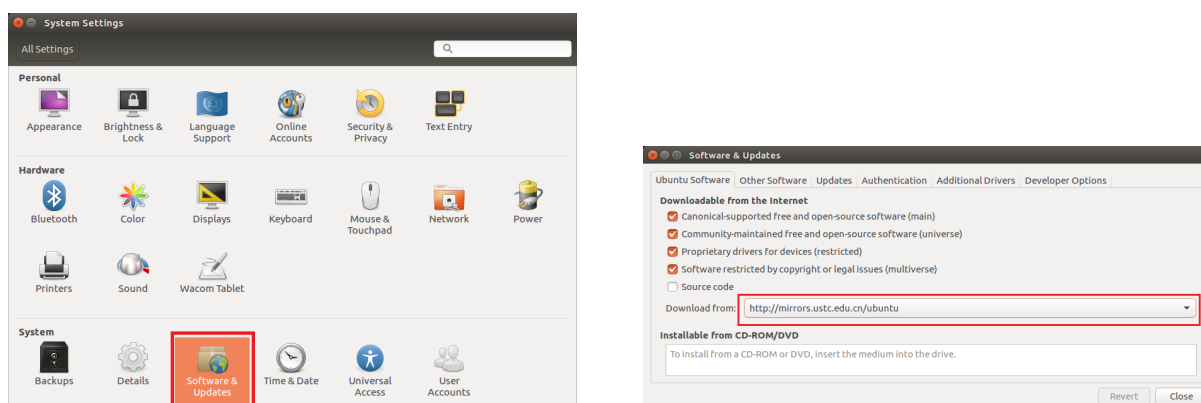 System Settings
All Settings
Personal
Appearance
Brightness &
Lock
Language
Support
Online
Accounts
Security &
Privacy
Text Entry
Hardware
Bluetooth
Color
Displays
Keyboard
Mouse &
Touchpad
Network
Power
Printers
Sound
Wacom Tablet
System
Backups
Details
Software &
Updates
Time & Date
Universal
Access
User
Accounts
Software & Updates
Ubuntu Software
Other Software
Updates
Authentication
Additional Drivers
Developer Options
Downloadable from the Internet
Canonical-supported free and open-source software (main)
Community-maintained free and open-source software (universe)
Proprietary drivers for devices (restricted)
Software restricted by copyright or legal issues (multiverse)
Source code
Download from: http://mirrors.ustc.edu.cn/ubuntu
Installable from CD-ROM/DVD
To install from a CD-ROM or DVD, insert the medium into the drive.
Revert
Close